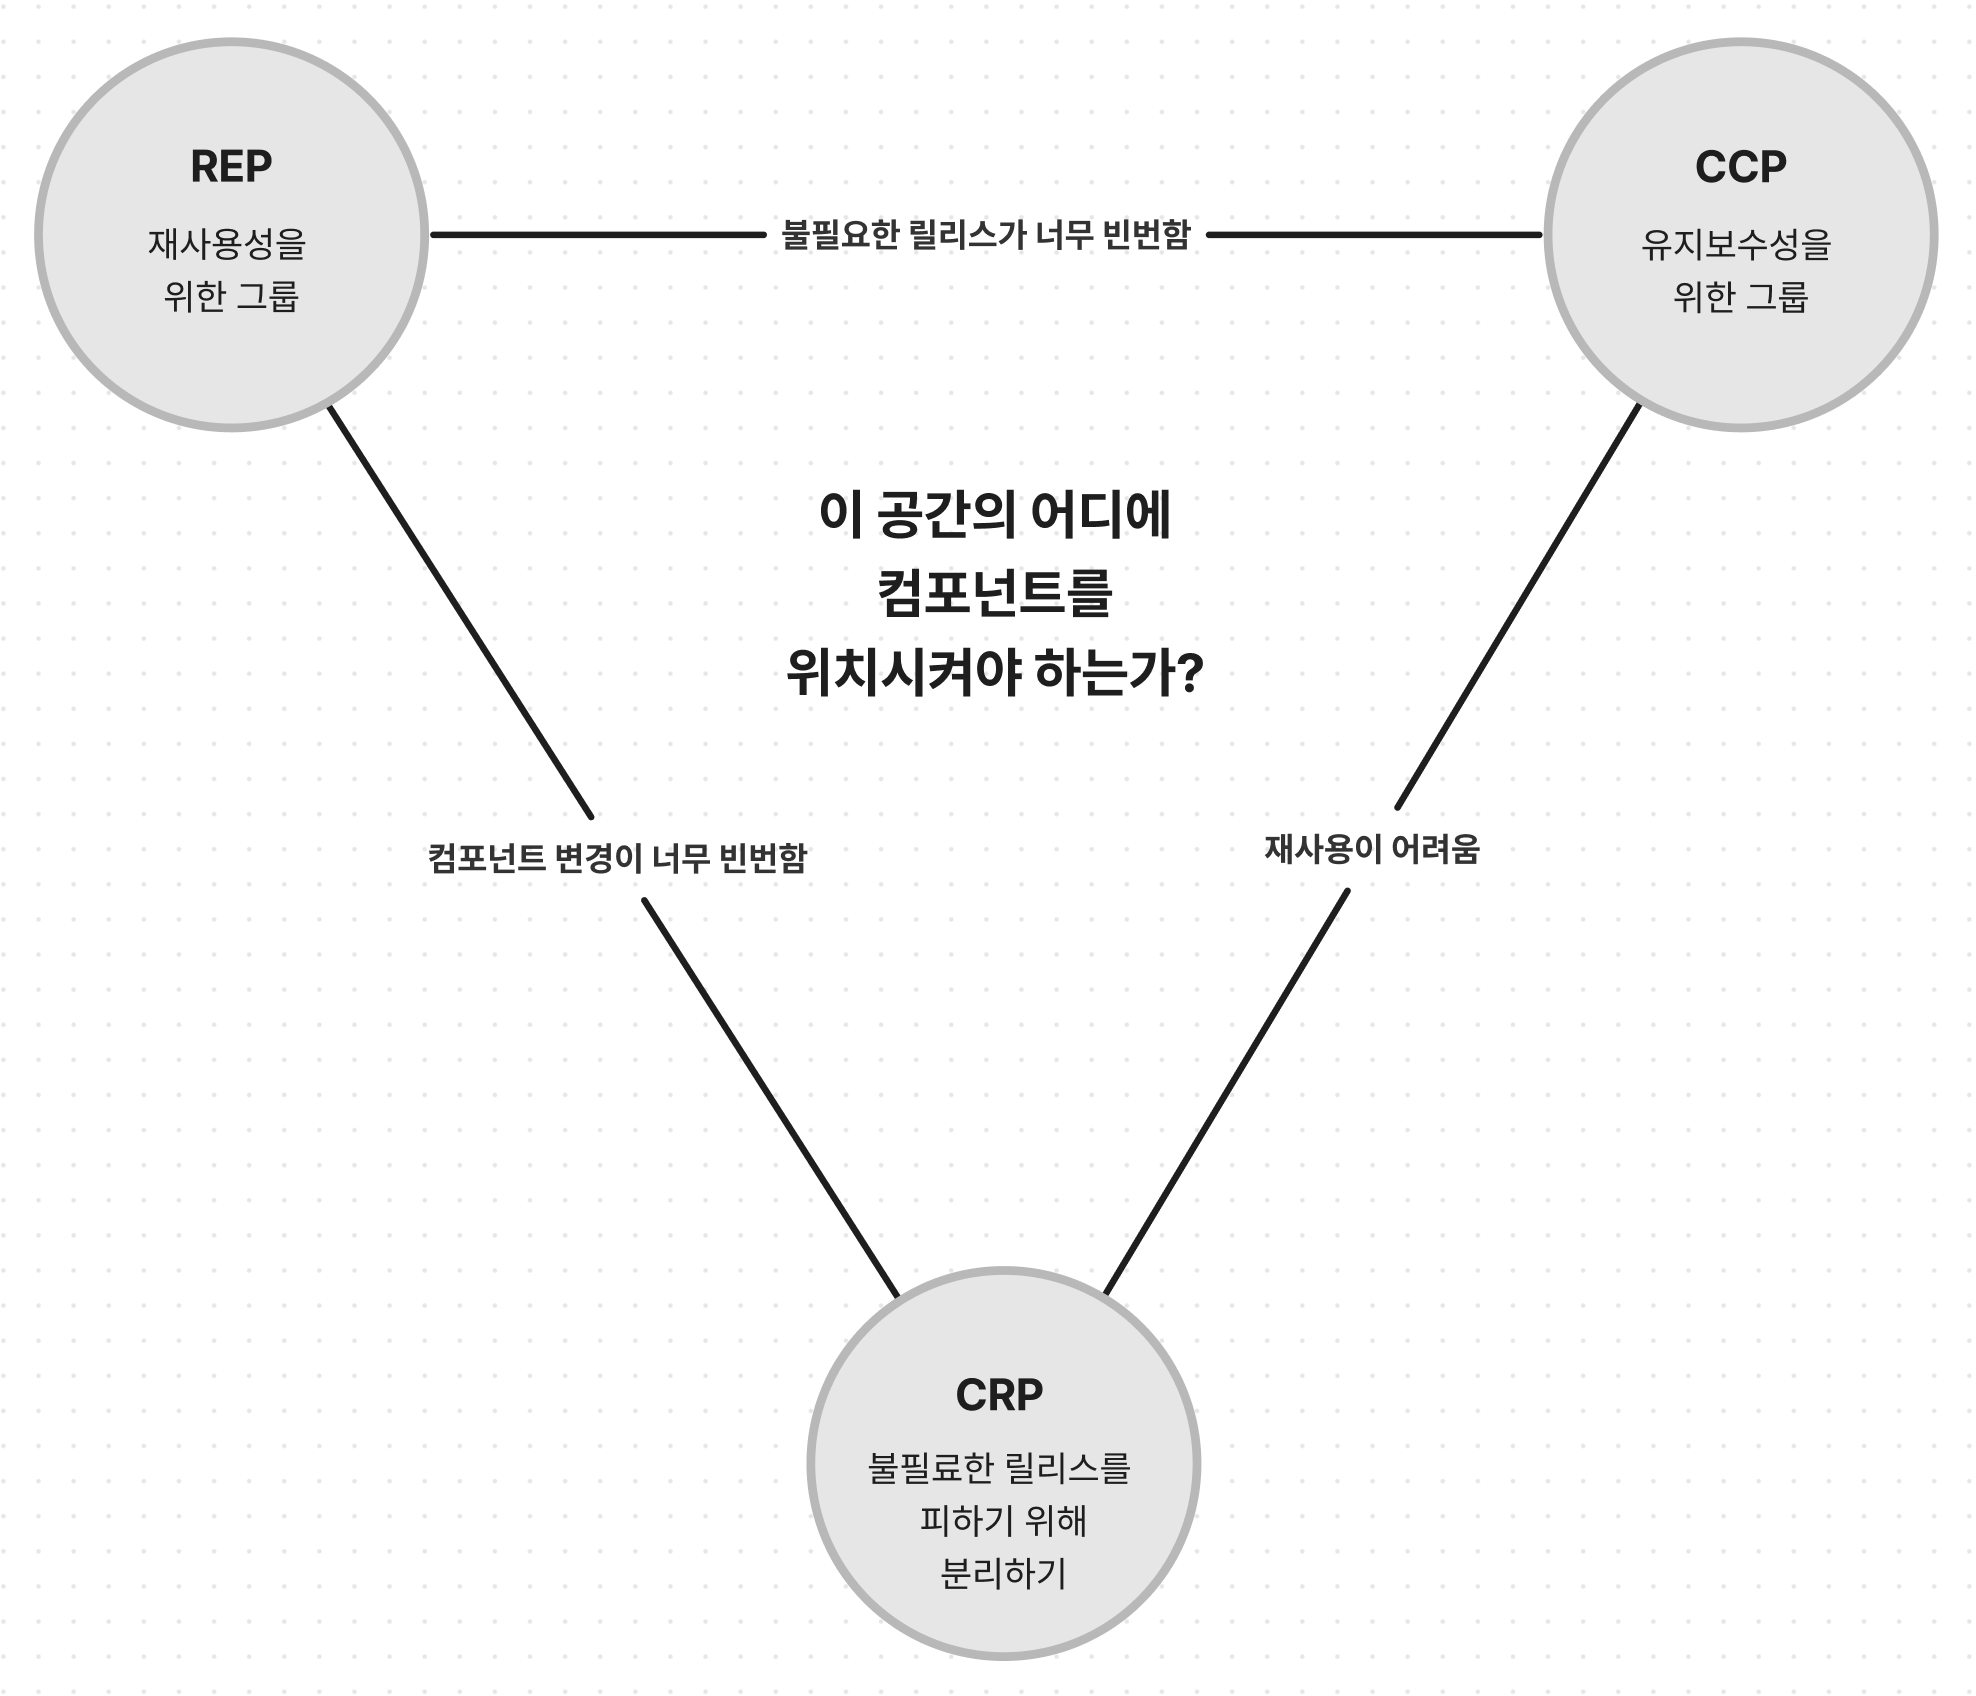 REP
재사용성을
위한 그룹
불필요한 릴리스가 너무 빈번함
CCP
유지보수성을
위한 그룹
이 공간의 어디에
컴포넌트를
위치시켜야 하는가?
컴포넌트 변경이 너무 빈번함
재사용이 어려움
CRP
불필료한 릴리스를
피하기 위해
분리하기